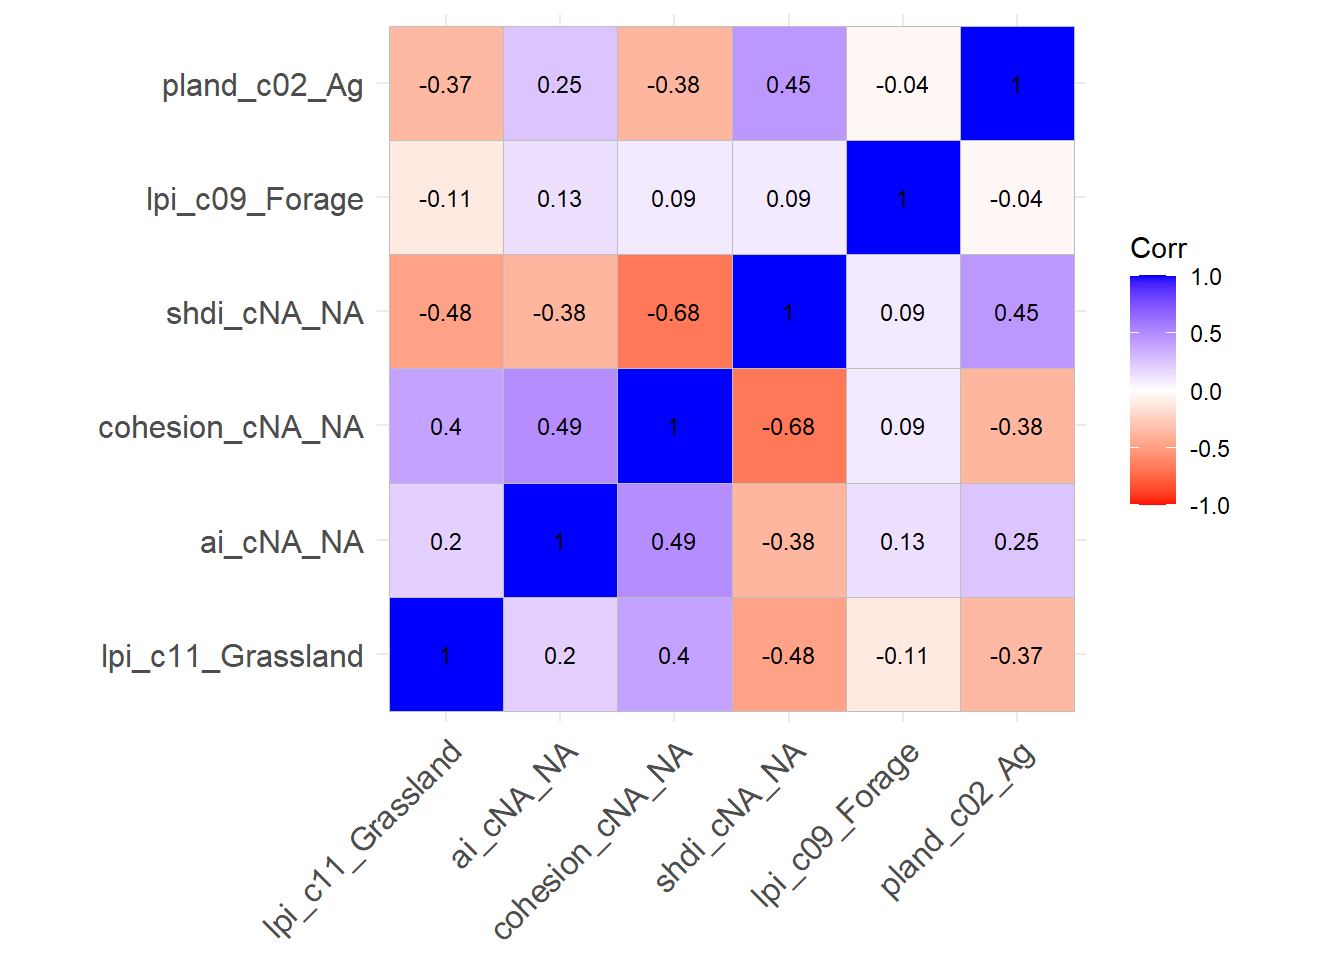 pland_c02_Ag -0.37 0.25 -0.38 0.45 -0.04 1
lpi_c09_Forage -0.11 0.13 0.09 0.09 1 -0.04
shdi_cNA_NA -0.48 -0.38 -0.68 1 0.09 0.45
cohesion_cNA_NA 0.4 0.49 1 -0.68 0.09 -0.38
ai_cNA_NA 0.2 1 0.49 -0.38 0.13 0.25
lpi_c11_Grassland 1 0.2 0.4 -0.48 -0.11 -0.37
lpi_c11_Grassland
ai_cNA_NA
cohesion_cNA_NA
shdi_cNA_NA
lpi_c09_Forage
pland_c02_Ag
Corr
1.0
0.5
0.0
-0.5
-1.0